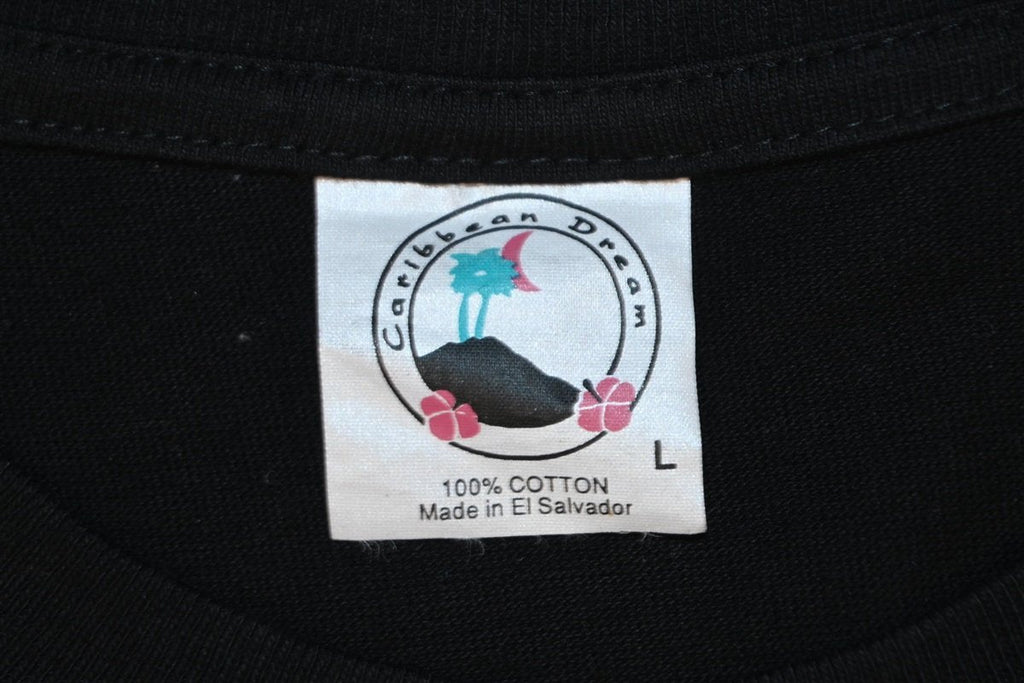 Caribbean Dream
L
100% COTTON
Made in El Salvador